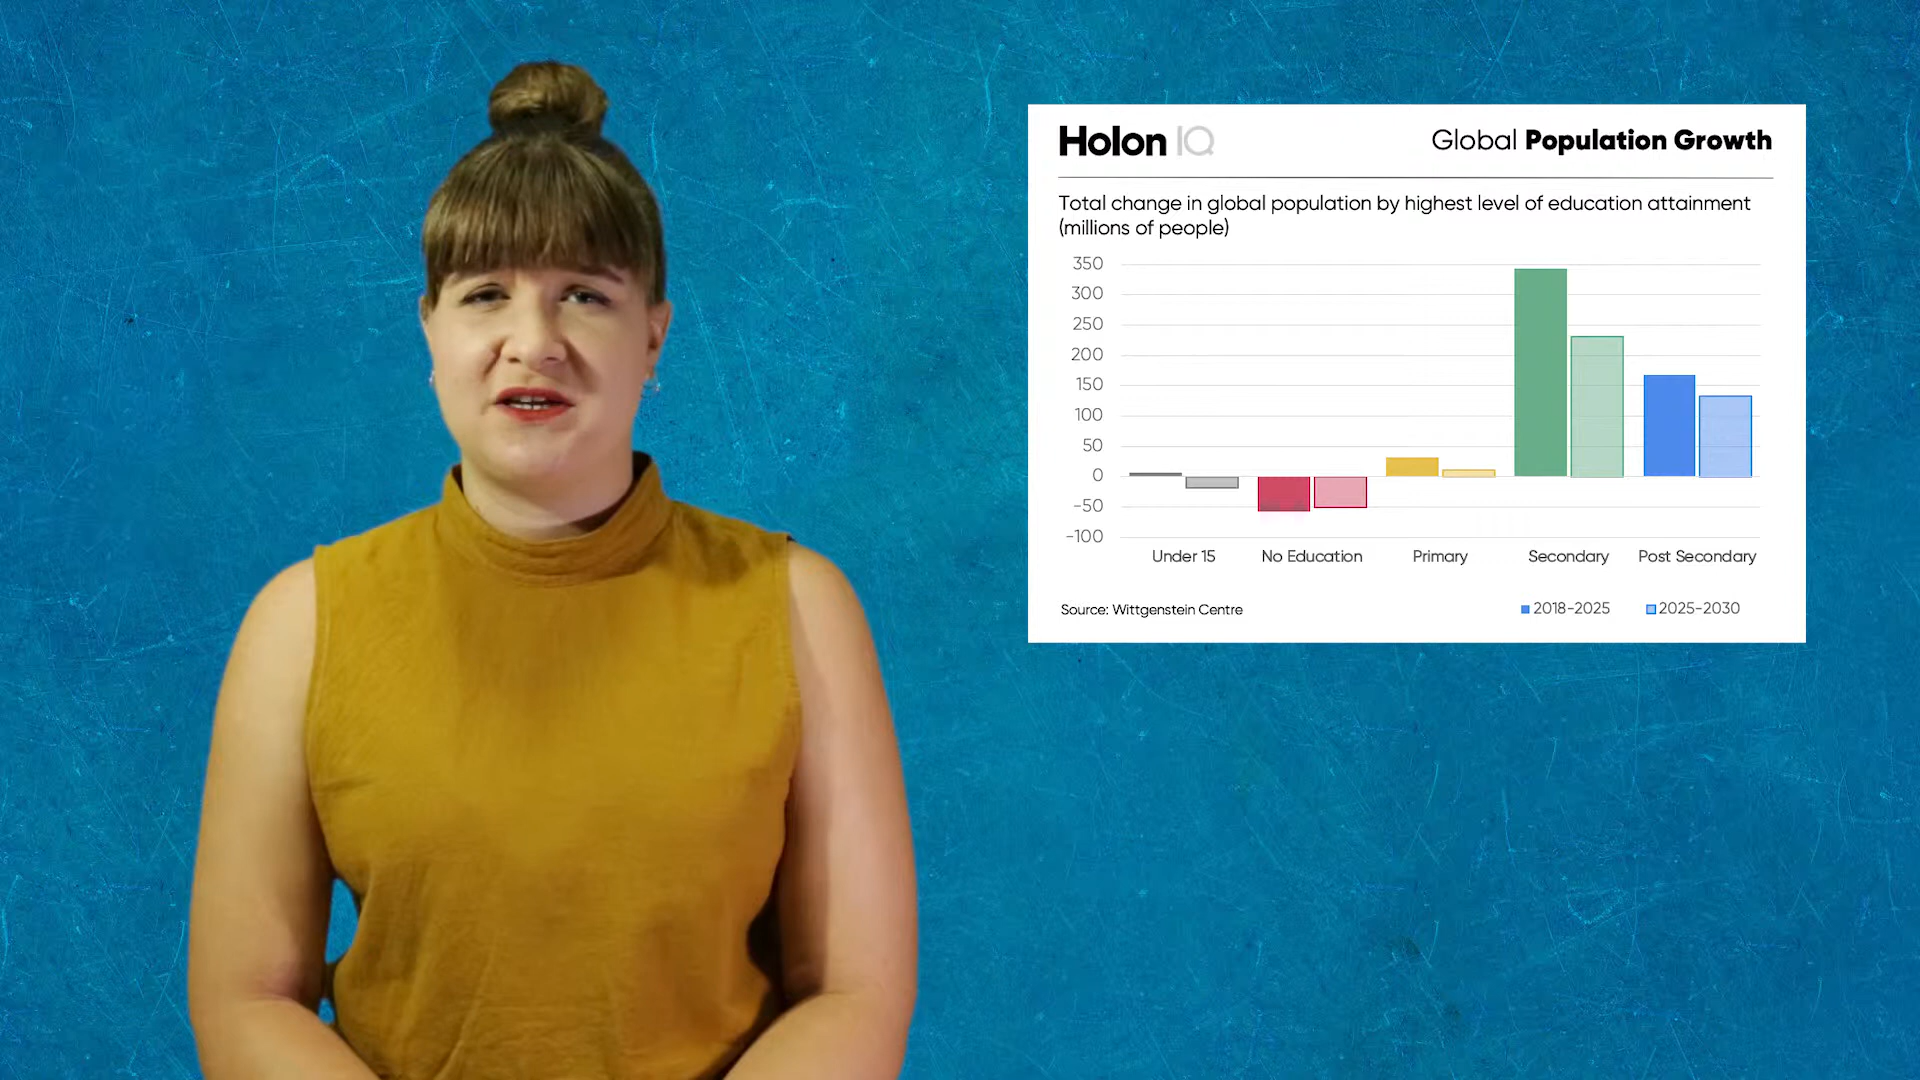 Holon IQ
Global Population Growth
Total change in global population by highest level of education attainment
(millions of people)
350
300
250
200
150
100
50
0
-50
-100
Under 15 No Education Primary Secondary Post Secondary
Source: Wittgenstein Centre
2018-2025 2025-2030